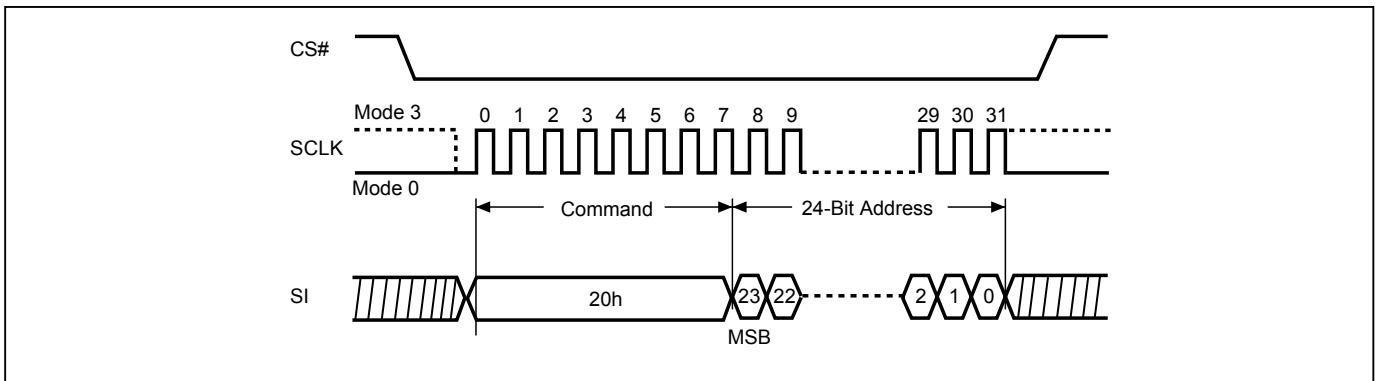 CS#
Mode 3
0 1 2 3 4 5 6 7 8 9 29 30 31
SCLK
Mode 0
Command 24-Bit Address
SI 20h 23 22 2 1 0
MSB